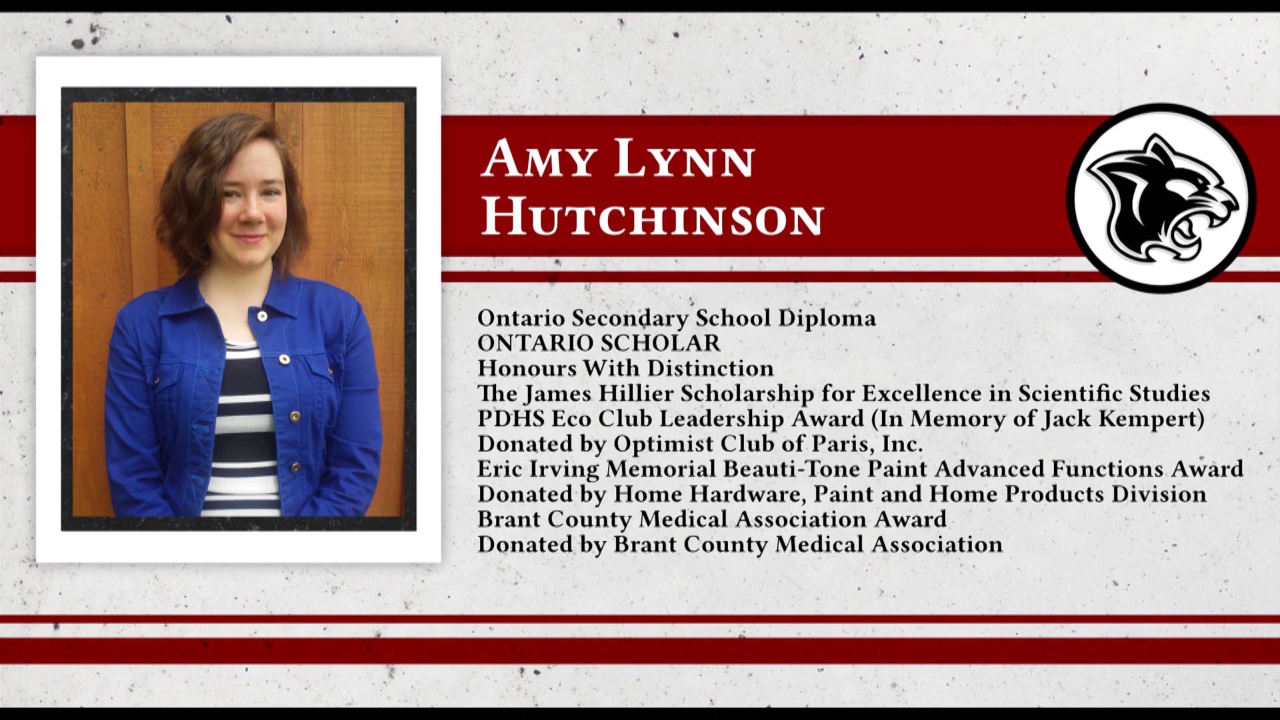 Amy Lynn
Hutchinson
Ontario Secondary School Diploma
ONTARIO SCHOLAR
Honours With Distinction
The James Hillier Scholarship for Excellence in Scientific Studies
PDHS Eco Club Leadership Award (In Memory of Jack Kempert)
Donated by Optimist Club of Paris, Inc.
Eric Irving Memorial Beauti-Tone Paint Advanced Functions Award
Donated by Home Hardware, Paint and Home Products Division
Brant County Medical Association Award
Donated by Brant County Medical Association